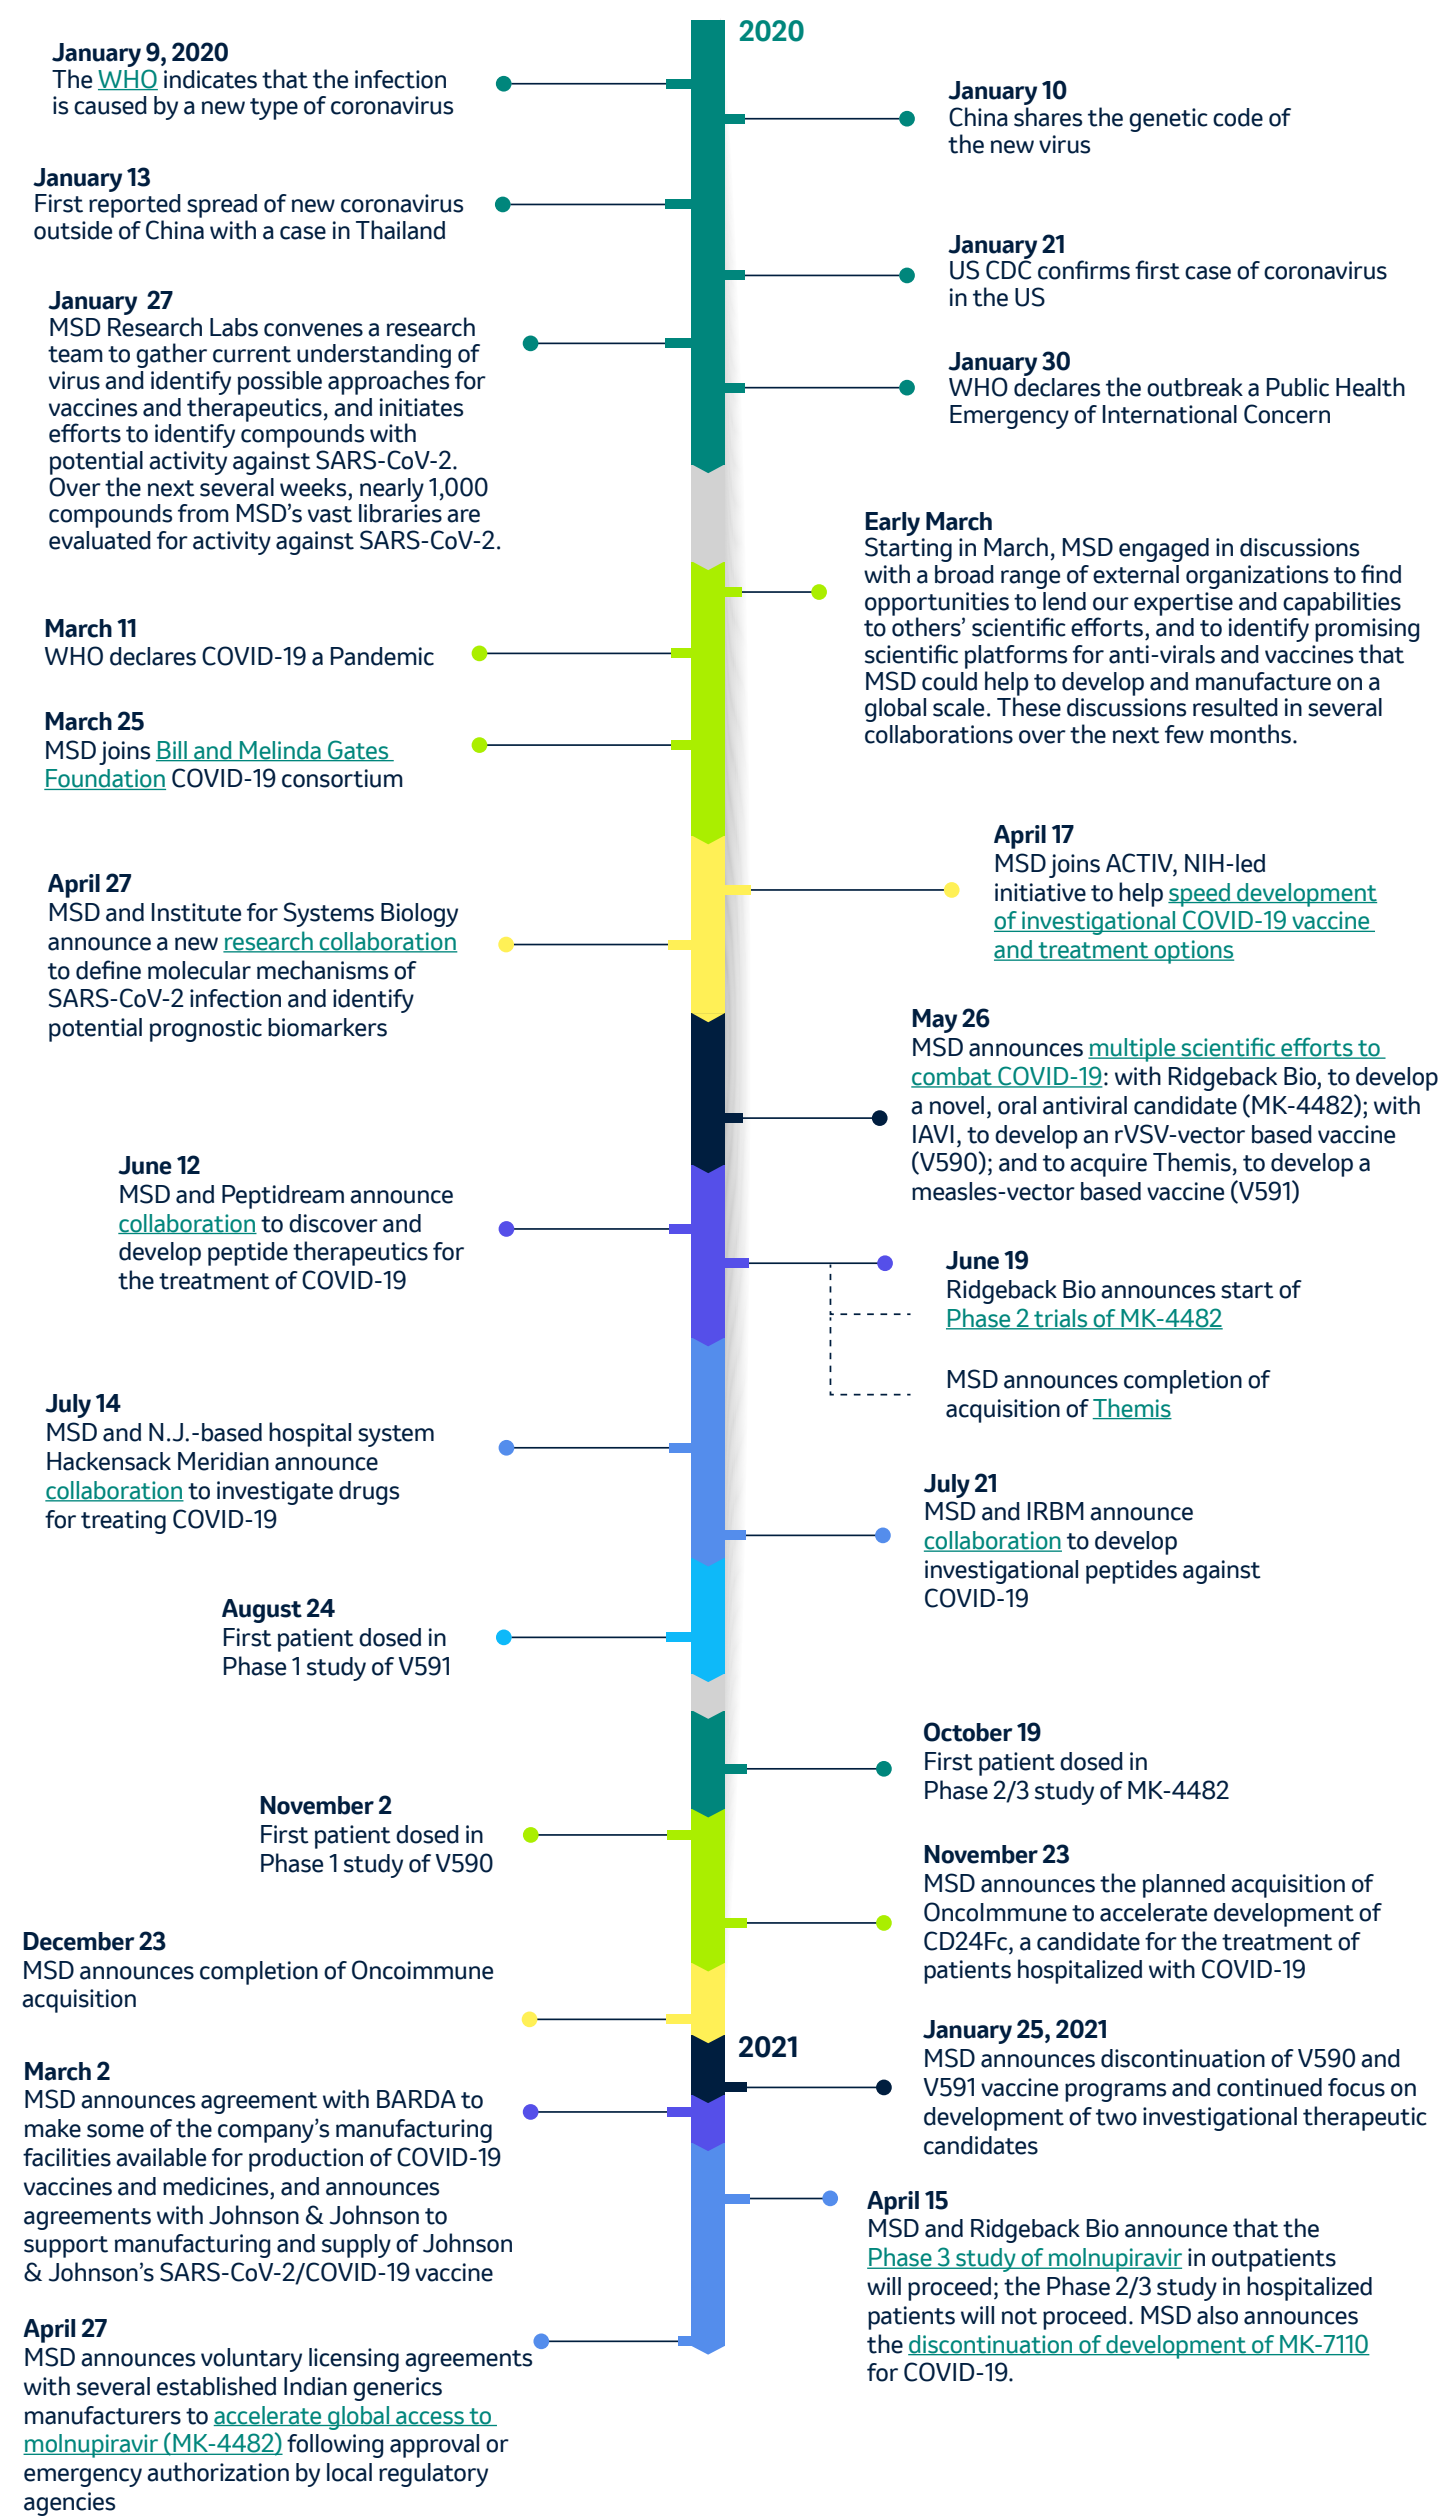 2020
January 9, 2020
The WHO indicates that the infection
is caused by a new type of coronavirus
January 10
China shares the genetic code of
the new virus
January 13
First reported spread of new coronavirus
outside of China with a case in Thailand
January 21
US CDC confirms first case of coronavirus
in the US
January 27
MSD Research Labs convenes a research
team to gather current understanding of
virus and identify possible approaches for
vaccines and therapeutics, and initiates
efforts to identify compounds with
potential activity against SARS-CoV-2.
Over the next several weeks, nearly 1,000
compounds from MSD’s vast libraries are
evaluated for activity against SARS-CoV-2.
January 30
WHO declares the outbreak a Public Health
Emergency of International Concern
Early March
Starting in March, MSD engaged in discussions
with a broad range of external organizations to find
opportunities to lend our expertise and capabilities
to others’ scientific efforts, and to identify promising
scientific platforms for anti-virals and vaccines that
MSD could help to develop and manufacture on a
global scale. These discussions resulted in several
collaborations over the next few months.
March 11
WHO declares COVID-19 a Pandemic
March 25
MSD joins Bill and Melinda Gates
Foundation COVID-19 consortium
April 17
MSD joins ACTIV, NIH-led
initiative to help speed development
of investigational COVID-19 vaccine
and treatment options
April 27
MSD and Institute for Systems Biology
announce a new research collaboration
to define molecular mechanisms of
SARS-CoV-2 infection and identify
potential prognostic biomarkers
May 26
MSD announces multiple scientific efforts to
combat COVID-19: with Ridgeback Bio, to develop
a novel, oral antiviral candidate (MK-4482); with
IAVI, to develop an rVSV-vector based vaccine
(V590); and to acquire Themis, to develop a
measles-vector based vaccine (V591)
June 12
MSD and Peptidream announce
collaboration to discover and
develop peptide therapeutics for
the treatment of COVID-19
June 19
Ridgeback Bio announces start of
Phase 2 trials of MK-4482
MSD announces completion of
acquisition of Themis
July 14
MSD and N.J.-based hospital system
Hackensack Meridian announce
collaboration to investigate drugs
for treating COVID-19
July 21
MSD and IRBM announce
collaboration to develop
investigational peptides against
COVID-19
August 24
First patient dosed in
Phase 1 study of V591
October 19
First patient dosed in
Phase 2/3 study of MK-4482
November 2
First patient dosed in
Phase 1 study of V590
November 23
MSD announces the planned acquisition of
OncoImmune to accelerate development of
CD24Fc, a candidate for the treatment of
patients hospitalized with COVID-19
December 23
MSD announces completion of Oncoimmune
acquisition
2021
January 25, 2021
MSD announces discontinuation of V590 and
V591 vaccine programs and continued focus on
development of two investigational therapeutic
candidates
March 2
MSD announces agreement with BARDA to
make some of the company’s manufacturing
facilities available for production of COVID-19
vaccines and medicines, and announces
agreements with Johnson & Johnson to
support manufacturing and supply of Johnson
& Johnson’s SARS-CoV-2/COVID-19 vaccine
April 15
MSD and Ridgeback Bio announce that the
Phase 3 study of molnupiravir in outpatients
will proceed; the Phase 2/3 study in hospitalized
patients will not proceed. MSD also announces
the discontinuation of development of MK-7110
for COVID-19.
April 27
MSD announces voluntary licensing agreements
with several established Indian generics
manufacturers to accelerate global access to
molnupiravir (MK-4482) following approval or
emergency authorization by local regulatory
agencies